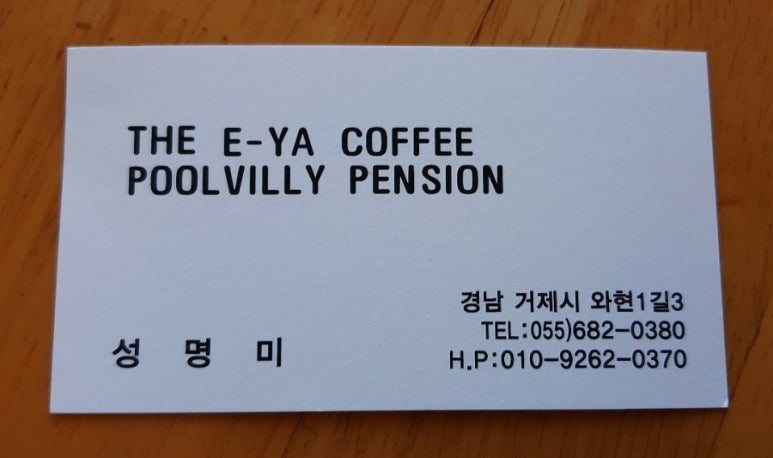 THE E-YA COFFEE
POOLVILLY PENSION
성 명 미
경남 거제시 와현1길3
TEL:055)682-0380
H.P:010-9262-0370